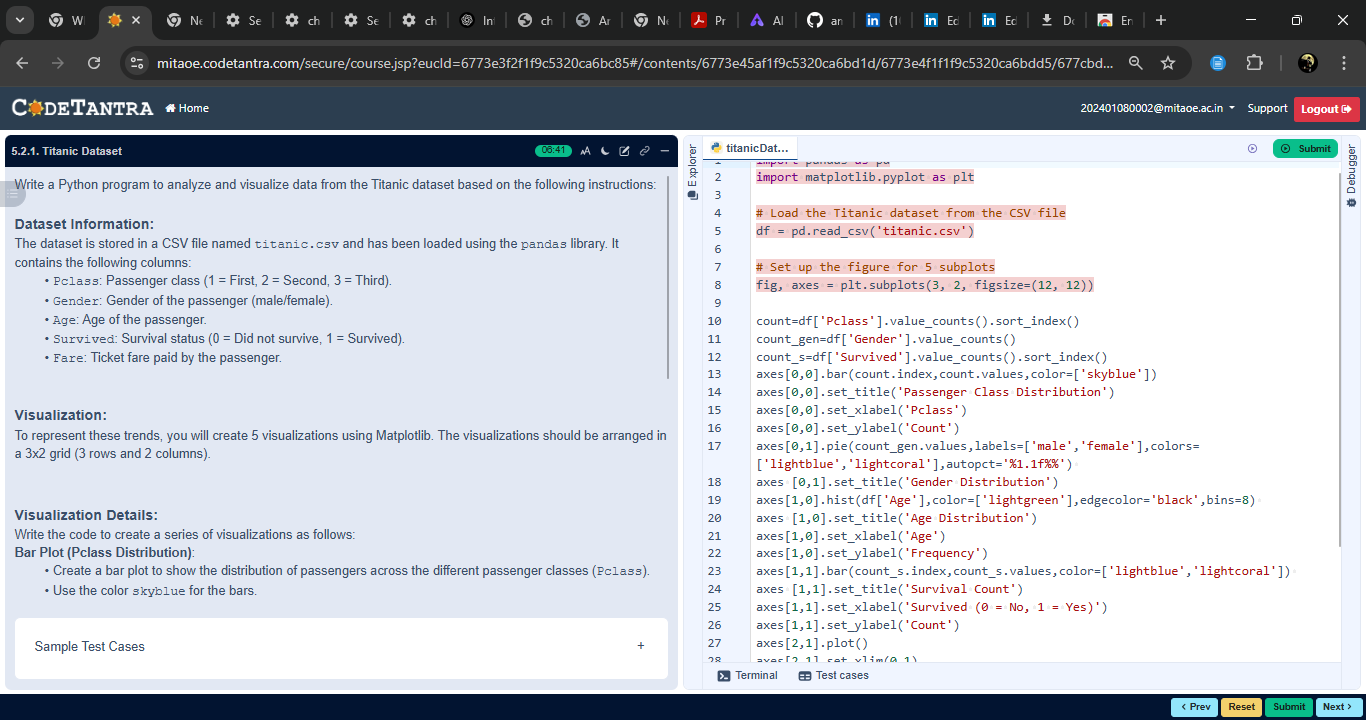 Wl
Ne
Se
ch
Se
ch
In
ch
Ar
Ne
Pr
Al
an
(1
Ed
Ed
Do
En
mitaoe.codetantra.com/secure/course.jsp?eucId=6773e3f2f1f9c5320ca6bc85#/contents/6773e45af1f9c5320ca6bd1d/6773e4f1f1f9c5320ca6bdd5/677cbd...
CODETANTRA
Home
202401080002@mitaoe.ac.in
Support
Logout
5.2.1. Titanic Dataset
06:41
AA
Write a Python program to analyze and visualize data from the Titanic dataset based on the following instructions:
Dataset Information:
The dataset is stored in a CSV file named titanic.csv and has been loaded using the pandas library. It
contains the following columns:
• Pclass: Passenger class (1 = First, 2 = Second, 3 = Third).
• Gender: Gender of the passenger (male/female).
• Age: Age of the passenger.
• Survived: Survival status (0 = Did not survive, 1 = Survived).
• Fare: Ticket fare paid by the passenger.
Visualization:
To represent these trends, you will create 5 visualizations using Matplotlib. The visualizations should be arranged in
a 3x2 grid (3 rows and 2 columns).
Visualization Details:
Write the code to create a series of visualizations as follows:
Bar Plot (Pclass Distribution):
• Create a bar plot to show the distribution of passengers across the different passenger classes (Pclass).
• Use the color skyblue for the bars.
Sample Test Cases
+
Explorer
titanicDat...
Submit
Debugger
1 import pandas as pd
2 import matplotlib.pyplot as plt
3
4 # Load the Titanic dataset from the CSV file
5 df = pd.read_csv('titanic.csv')
6
7 # Set up the figure for 5 subplots
8 fig, axes = plt.subplots(3, 2, figsize=(12, 12))
9
10 count=df['Pclass'].value_counts().sort_index()
11 count_gen=df['Gender'].value_counts()
12 count_s=df['Survived'].value_counts().sort_index()
13 axes[0,0].bar(count.index,count.values,color=['skyblue'])
14 axes[0,0].set_title('Passenger Class Distribution')
15 axes[0,0].set_xlabel('Pclass')
16 axes[0,0].set_ylabel('Count')
17 axes[0,1].pie(count_gen.values,labels=['male','female'],colors=
['lightblue','lightcoral'],autopct='%1.1f%%')
18 axes [0,1].set_title('Gender Distribution')
19 axes[1,0].hist(df['Age'],color=['lightgreen'],edgecolor='black',bins=8)
20 axes [1,0].set_title('Age Distribution')
21 axes[1,0].set_xlabel('Age')
22 axes[1,0].set_ylabel('Frequency')
23 axes[1,1].bar(count_s.index,count_s.values,color=['lightblue','lightcoral'])
24 axes [1,1].set_title('Survival Count')
25 axes[1,1].set_xlabel('Survived (0 = No, 1 = Yes)')
26 axes[1,1].set_ylabel('Count')
27 axes[2,1].plot()
28 axes[2,1].set_xlim(0,1)
Terminal
Test cases
Prev
Reset
Submit
Next